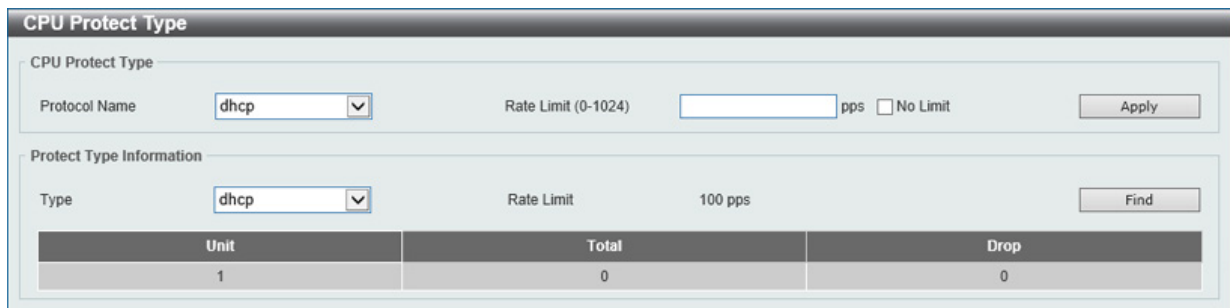 CPU Protect Type
CPU Protect Type
Protocol Name dhcp Rate Limit (0-1024) pps No Limit Apply
Protect Type Information
Type dhcp Rate Limit 100 pps Find
Unit Total Drop
1 0 0